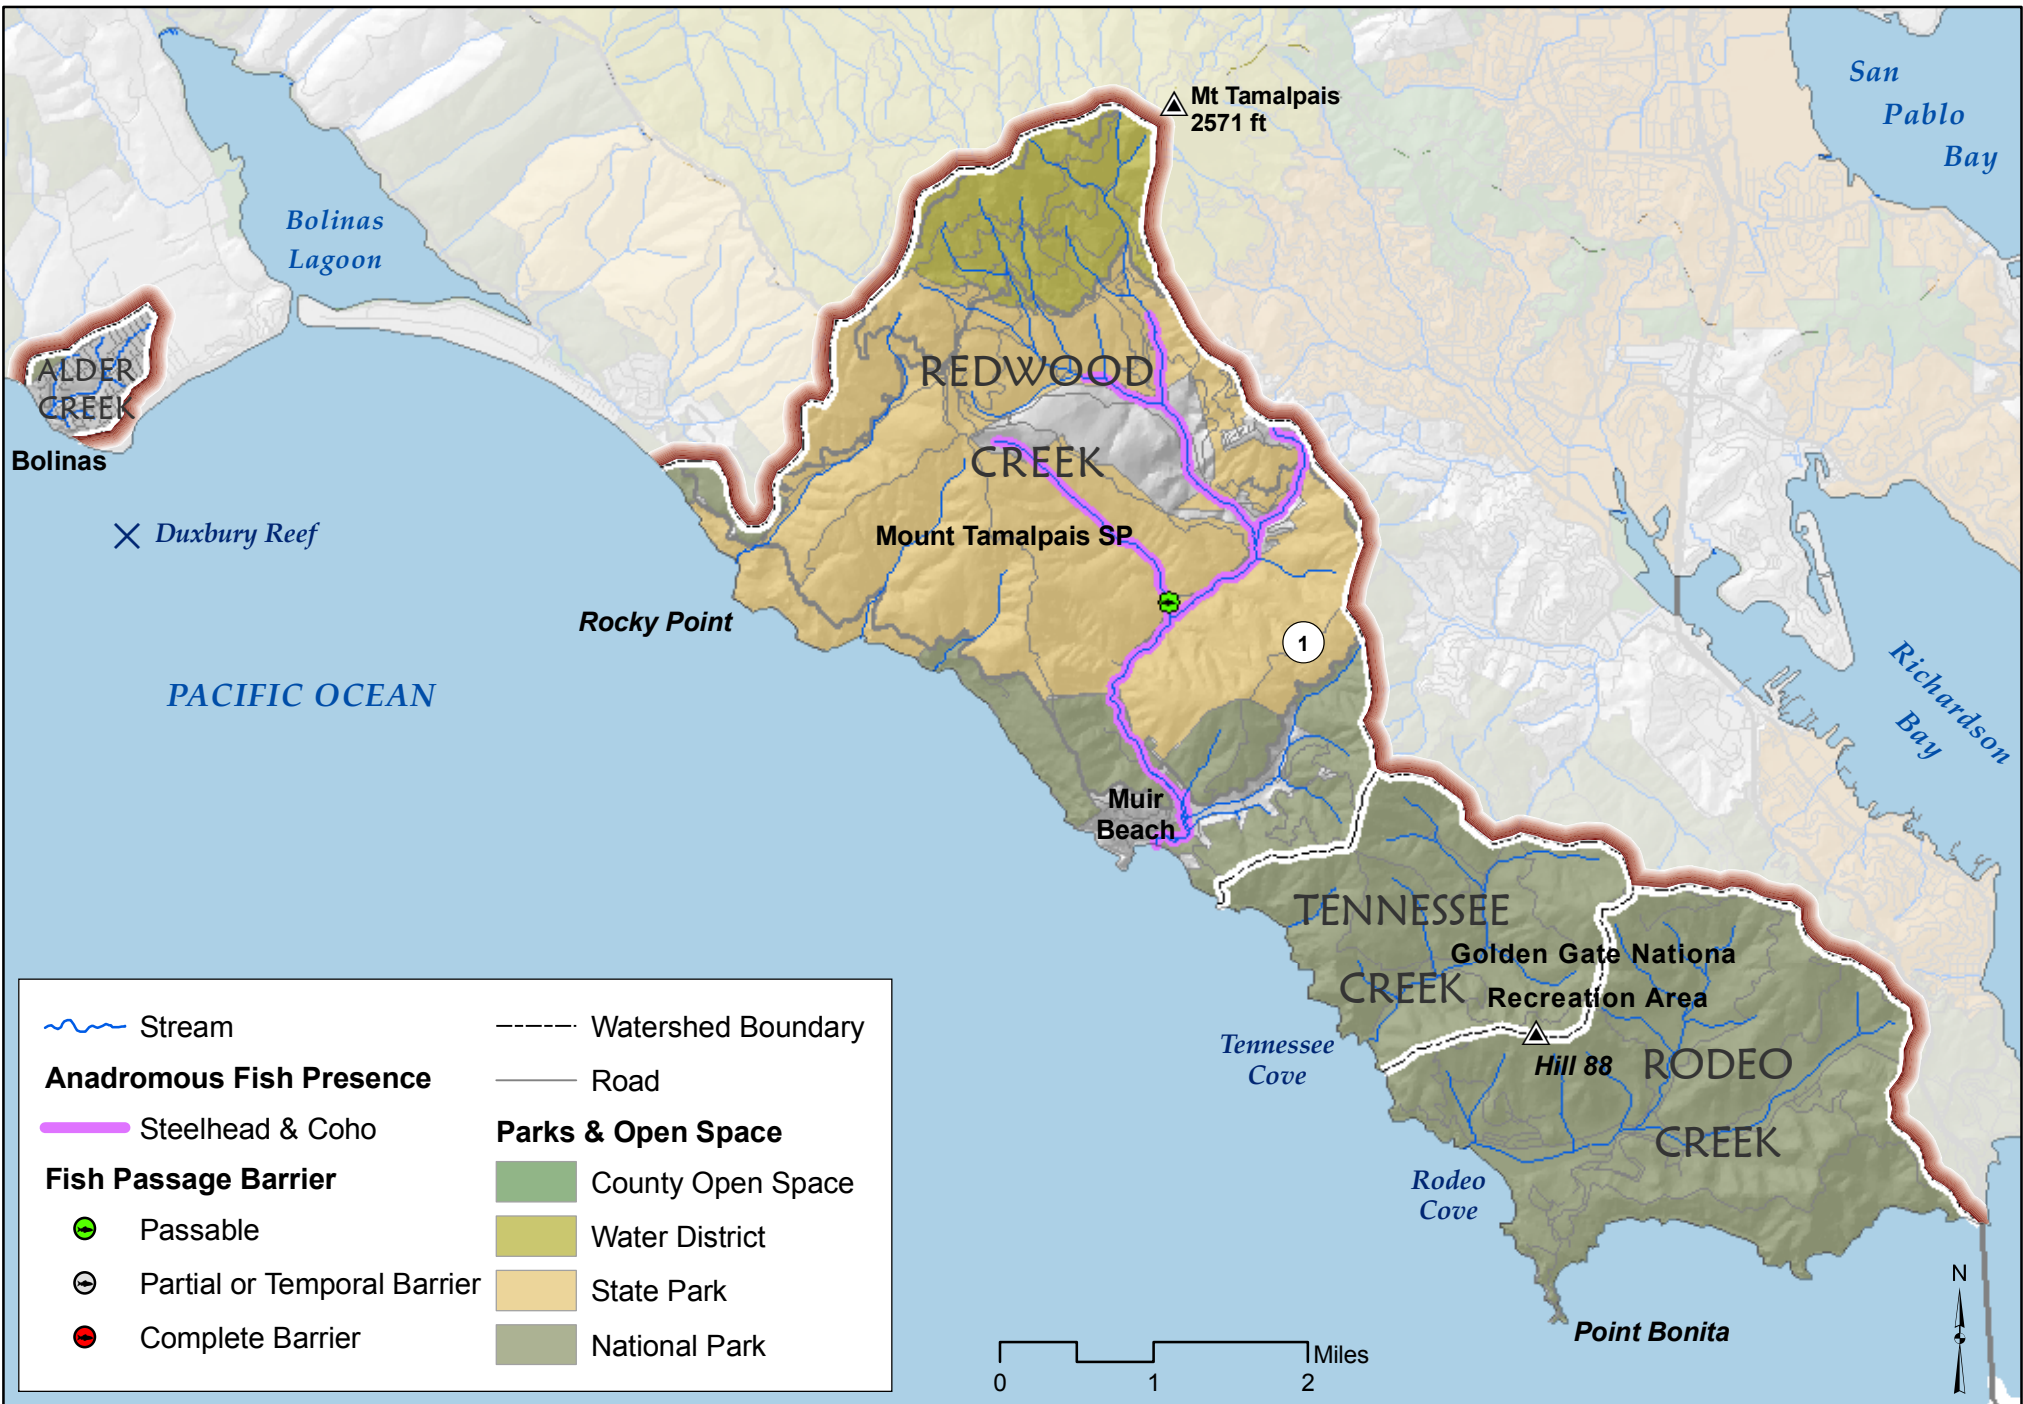 San
Pablo
Bay
Mt Tamalpais
2571 ft
Bolinas
Lagoon
ALDER
CREEK
Bolinas
REDWOOD
CREEK
Duxbury Reef
Mount Tamalpais SP
Rocky Point
1
PACIFIC OCEAN
Richardson
Bay
Muir
Beach
TENNESSEE
CREEK
Golden Gate Nationa
Recreation Area
Tennessee
Cove
Hill 88
RODEO
CREEK
Rodeo
Cove
Point Bonita
Stream
Anadromous Fish Presence
Steelhead & Coho
Fish Passage Barrier
Passable
Partial or Temporal Barrier
Complete Barrier
Watershed Boundary
Road
Parks & Open Space
County Open Space
Water District
State Park
National Park
Miles
0 1 2
N